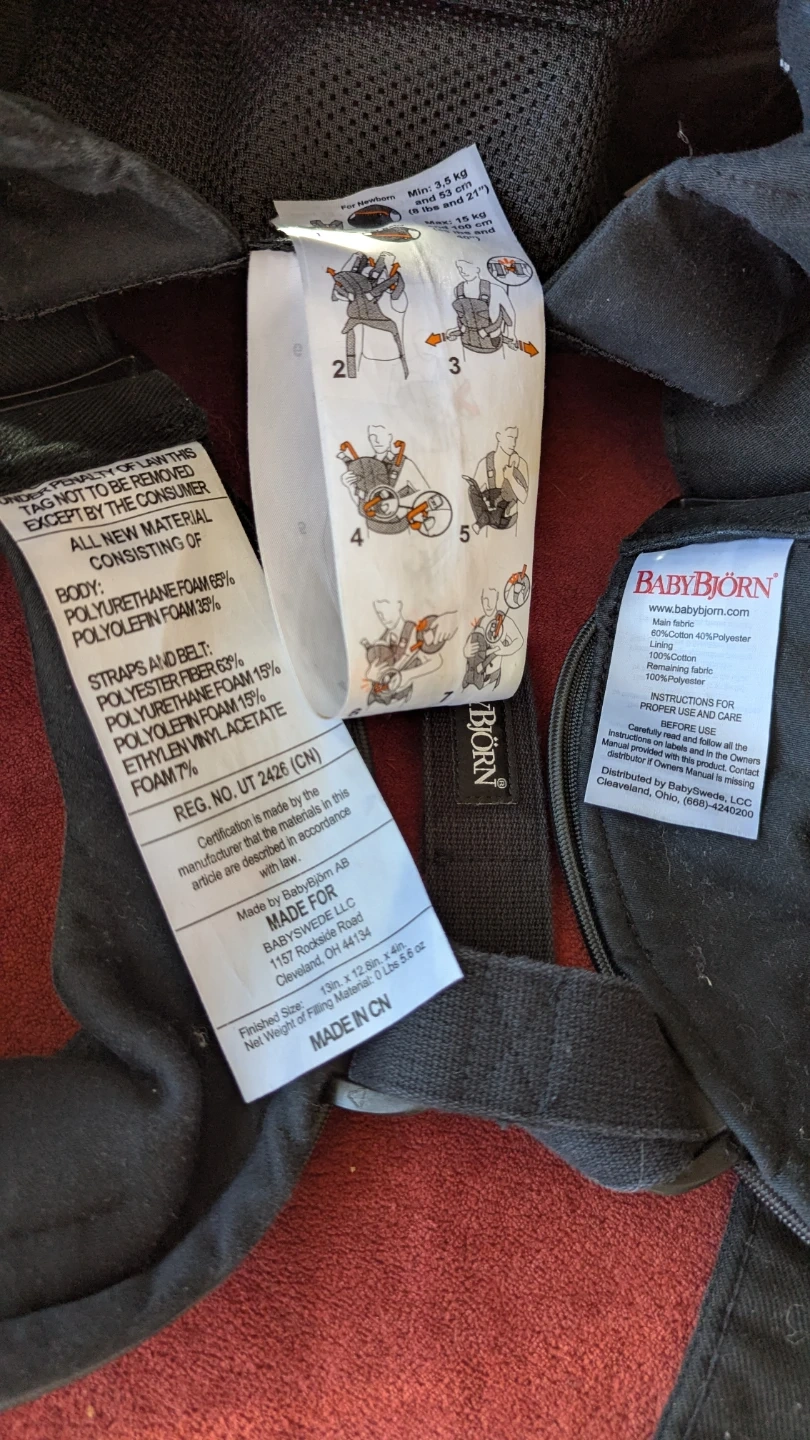 For Newborn
Min: 3,5 kg
and 53 cm
(8 lbs and 21")
Max: 15 kg
100 cm
lbs and
2
3
4
5
6
7
UNDER PENALTY OF LAW THIS
TAG NOT TO BE REMOVED
EXCEPT BY THE CONSUMER
ALL NEW MATERIAL
CONSISTING OF
BODY:
POLYURETHANE FOAM 65%
POLYOLEFIN FOAM 35%
STRAPS AND BELT:
POLYESTER FIBER 63%
POLYURETHANE FOAM 15%
POLYOLEFIN FOAM 15%
ETHYLEN VINYL ACETATE
FOAM 7%
REG. NO. UT 2426 (CN)
Certification is made by the
manufacturer that the materials in this
article are described in accordance
with law.
Made by BabyBjörn AB
MADE FOR
BABYSWEDE LLC
1157 Rockside Road
Cleveland, OH 44134
Finished Size: 13in. x 12.8in. x 4in.
Net Weight of Filling Material: 0 Lbs 5.6 oz
MADE IN CN
YBJÖRN®
BABYBJÖRN®
www.babybjorn.com
Main fabric
60%Cotton 40%Polyester
Lining
100%Cotton
Remaining fabric
100%Polyester
INSTRUCTIONS FOR
PROPER USE AND CARE
BEFORE USE
Carefully read and follow all the
Instructions on labels and in the Owners
Manual provided with this product. Contact
distributor if Owners Manual is missing
Distributed by BabySwede, LCC
Cleaveland, Ohio, (668)-4240200